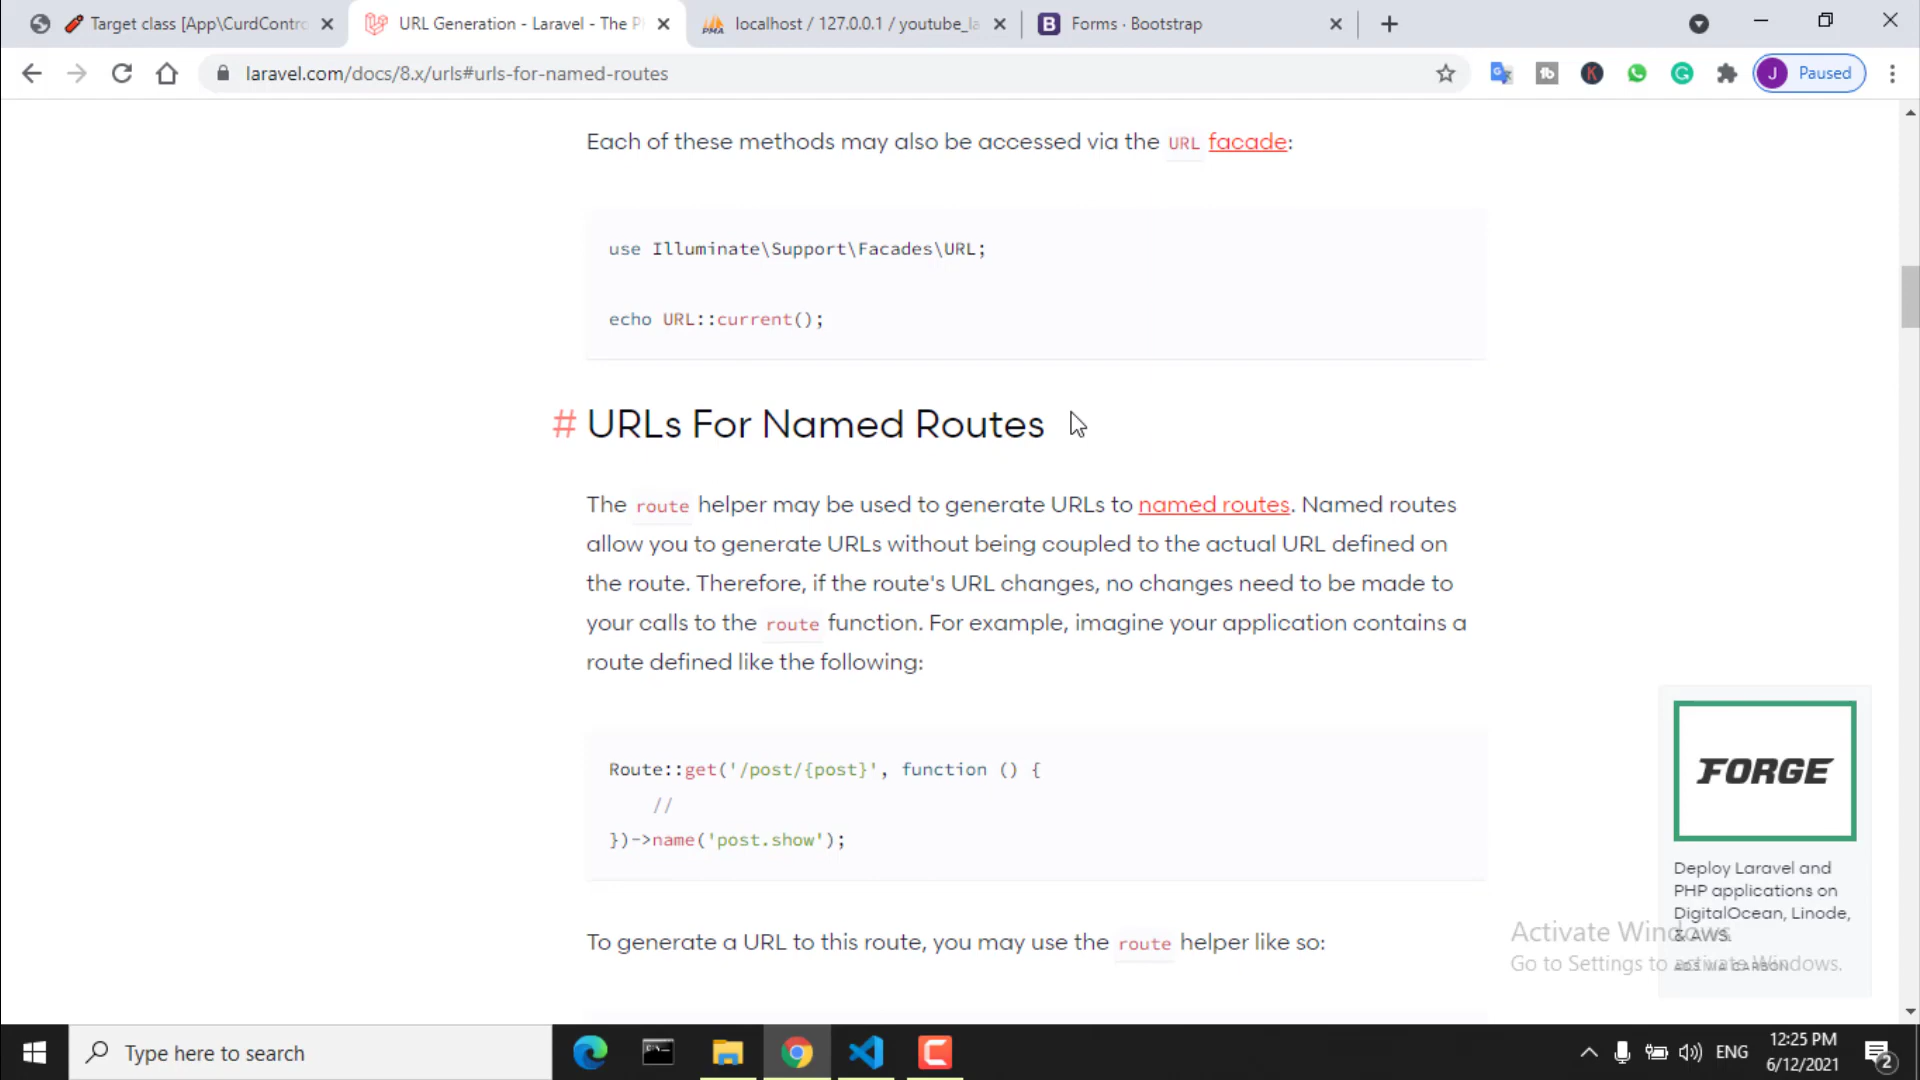 Target class [App\CurdContro
URL Generation - Laravel - The P
localhost / 127.0.0.1 / youtube_la
B Forms · Bootstrap
laravel.com/docs/8.x/urls#urls-for-named-routes
J Paused
Each of these methods may also be accessed via the URL facade:
use Illuminate\Support\Facades\URL;
echo URL::current();
# URLs For Named Routes
The route helper may be used to generate URLs to named routes. Named routes
allow you to generate URLs without being coupled to the actual URL defined on
the route. Therefore, if the route's URL changes, no changes need to be made to
your calls to the route function. For example, imagine your application contains a
route defined like the following:
Route::get('/post/{post}', function () {
//
})->name('post.show');
To generate a URL to this route, you may use the route helper like so:
FORGE
Deploy Laravel and
PHP applications on
DigitalOcean, Linode,
& AWS.
ADS VIA CARBON
Activate Windows
Go to Settings to activate Windows.
Type here to search
ENG
12:25 PM
6/12/2021
2